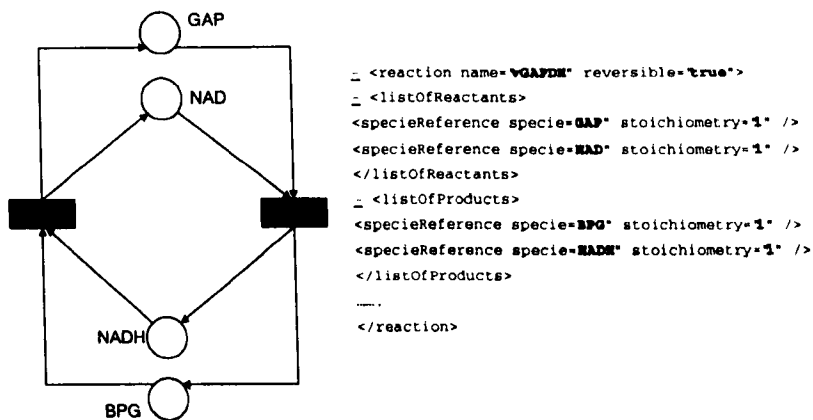 GAP
NAD
NADH
BPG
- <reaction name="vGAPDH" reversible="true">
- <listOfReactants>
<specieReference specie="GAP" stoichiometry="1" />
<specieReference specie="NAD" stoichiometry="1" />
</listOfReactants>
- <listOfProducts>
<specieReference specie="BPG" stoichiometry="1" />
<specieReference specie="NADH" stoichiometry="1" />
</listOfProducts>
......
</reaction>